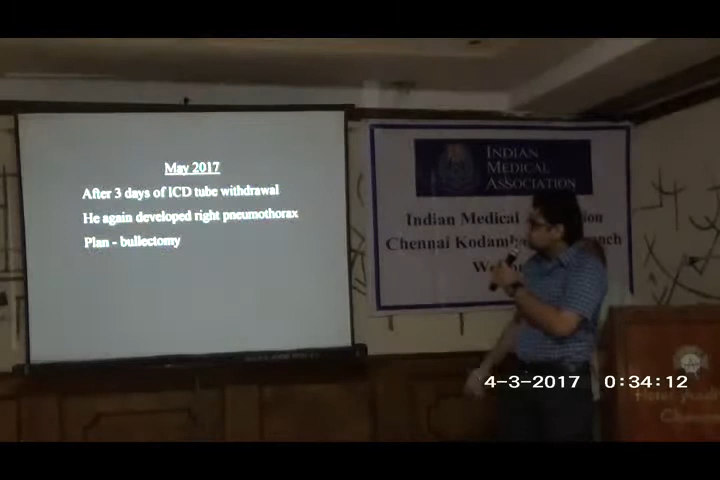 May 2017
After 3 days of ICD tube withdrawal
He again developed right pneumothorax
Plan - bullectomy
INDIAN
MEDICAL
ASSOCIATION
Indian Medical
Chennai Kodamba
4-3-2017 0:34:12
Hotel